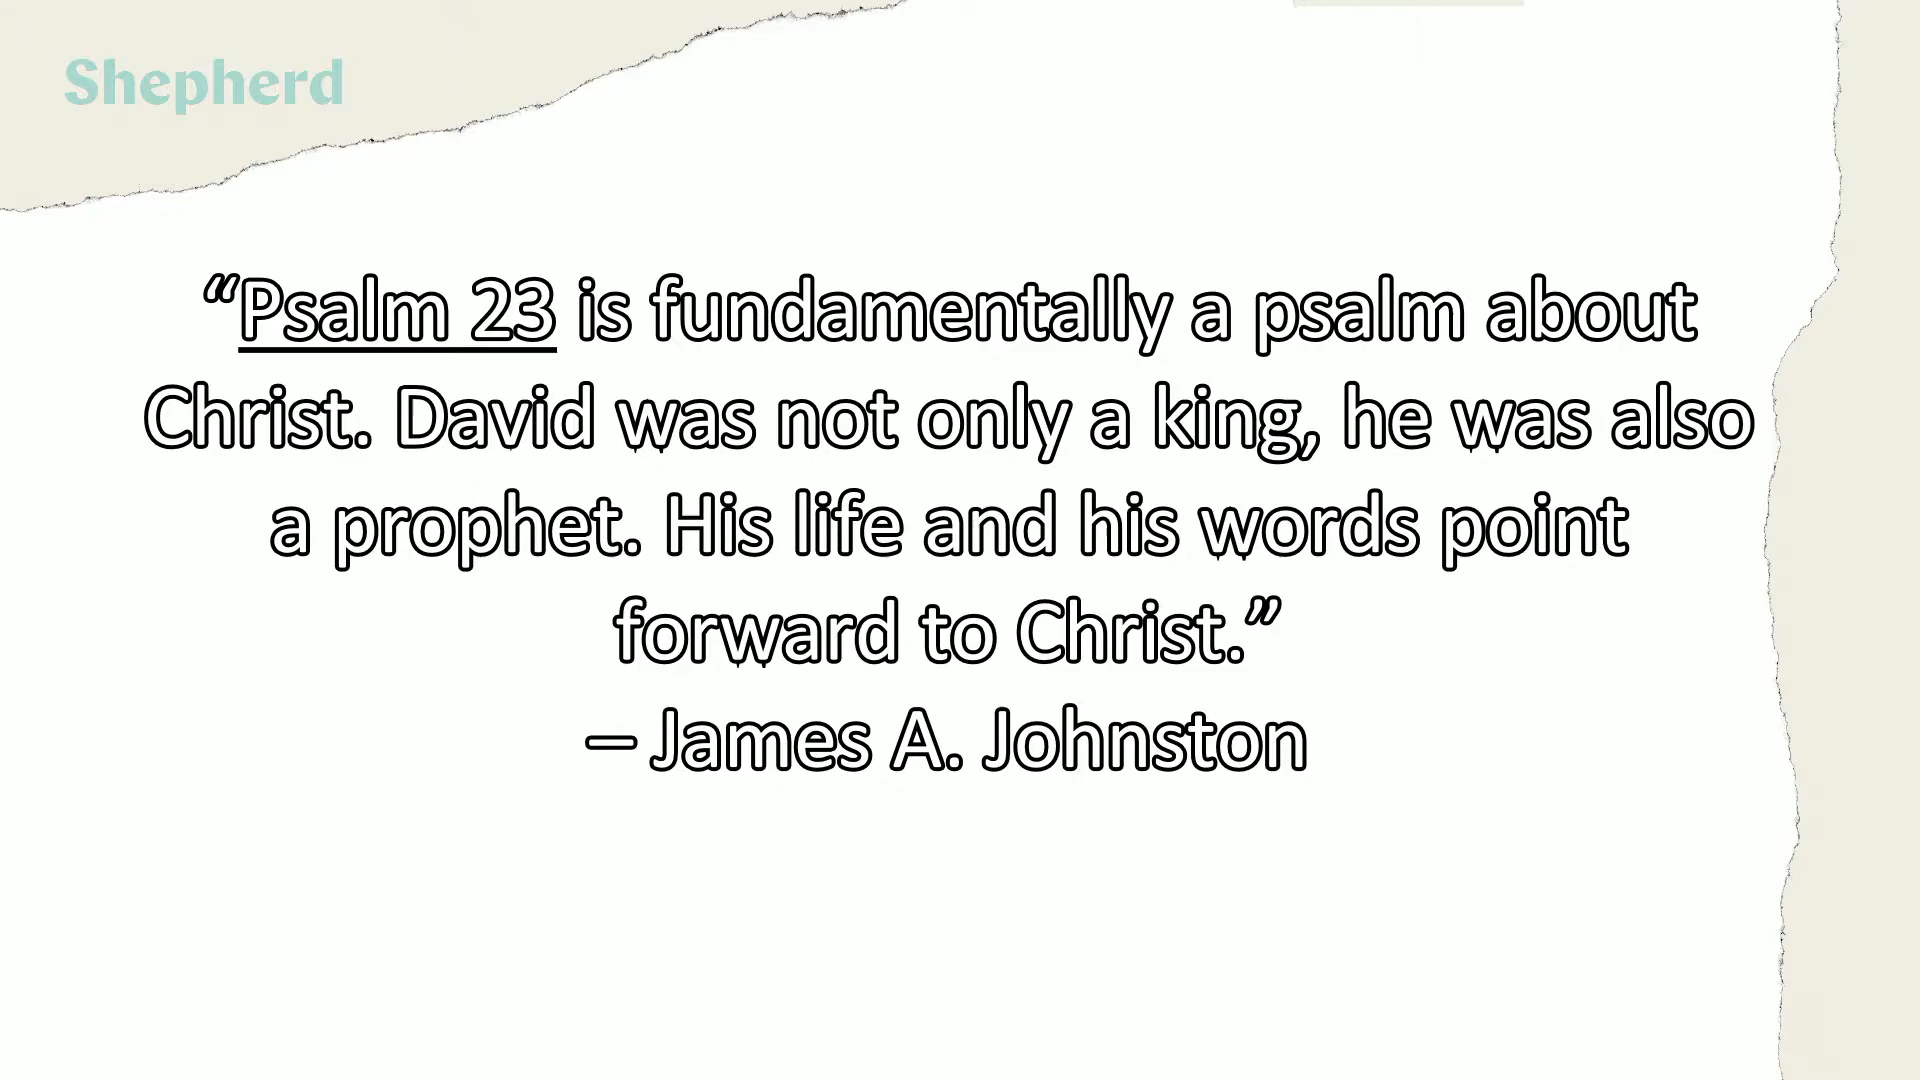 Shepherd
“Psalm 23 is fundamentally a psalm about
Christ. David was not only a king, he was also
a prophet. His life and his words point
forward to Christ.”
– James A. Johnston